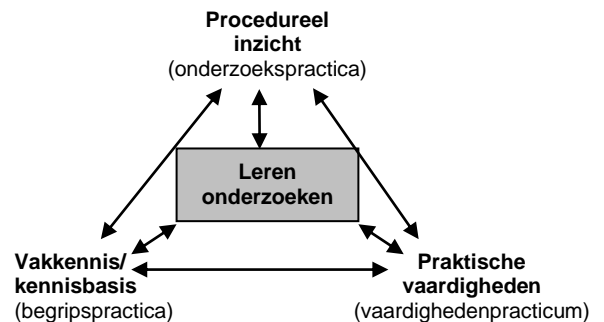 Procedureel
inzicht
(onderzoekspractica)
Leren
onderzoeken
Vakkennis/
kennisbasis
(begripspractica)
Praktische
vaardigheden
(vaardighedenpracticum)